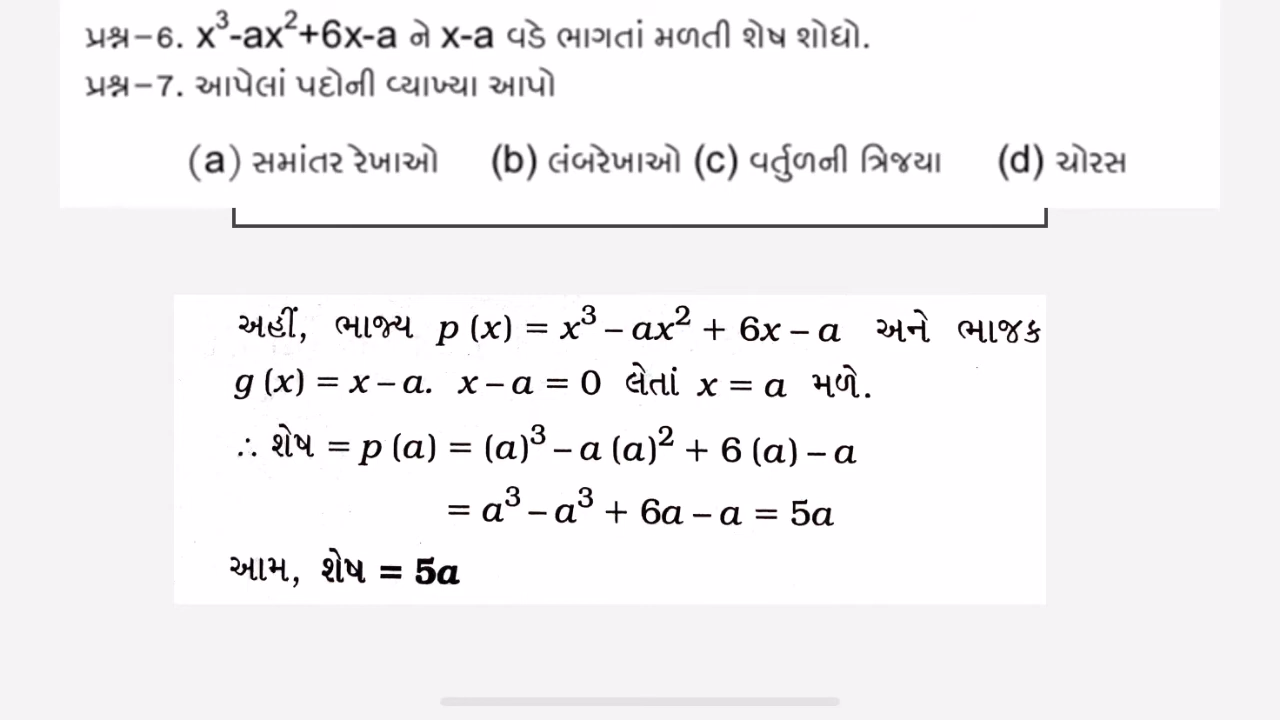 પ્રશ્ન-6. x³-ax²+6x-a ને x-a વડે ભાગતાં મળતી શેષ શોધો.
પ્રશ્ન-7. આપેલાં પદોની વ્યાખ્યા આપો
(a) સમાંતર રેખાઓ (b) લંબરેખાઓ (c) વર્તુળની ત્રિજ્યા (d) ચોરસ
અહીં, ભાજ્ય p (x) = x³ – ax² + 6x – a અને ભાજક
g (x) = x – a. x – a = 0 લેતાં x = a મળે.
∴ શેષ = p (a) = (a)³ – a (a)² + 6 (a) – a
= a³ – a³ + 6a – a = 5a
આમ, શેષ = 5a